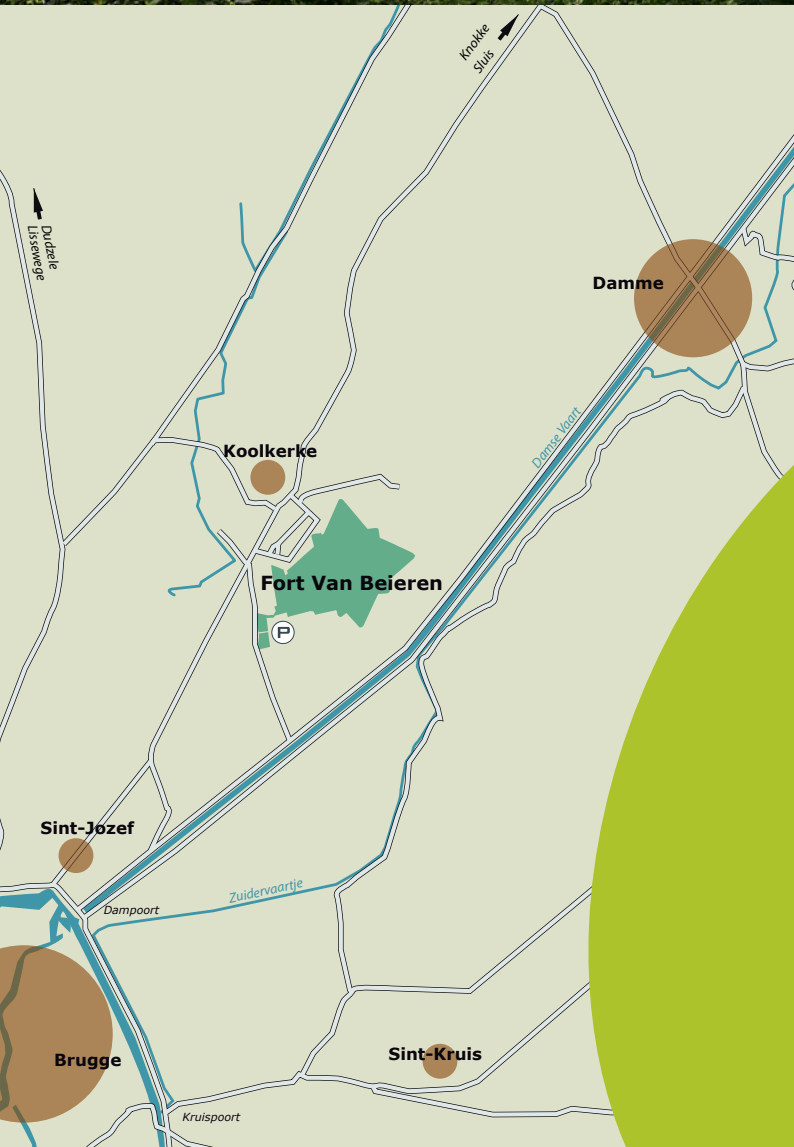 Knokke
Sluis
Dudzele
Lissewege
Damme
Damse Vaart
Koolkerke
Fort Van Beieren
P
Sint-Jozef
Zuidervaartje
Dampoort
Brugge
Sint-Kruis
Kruispoort